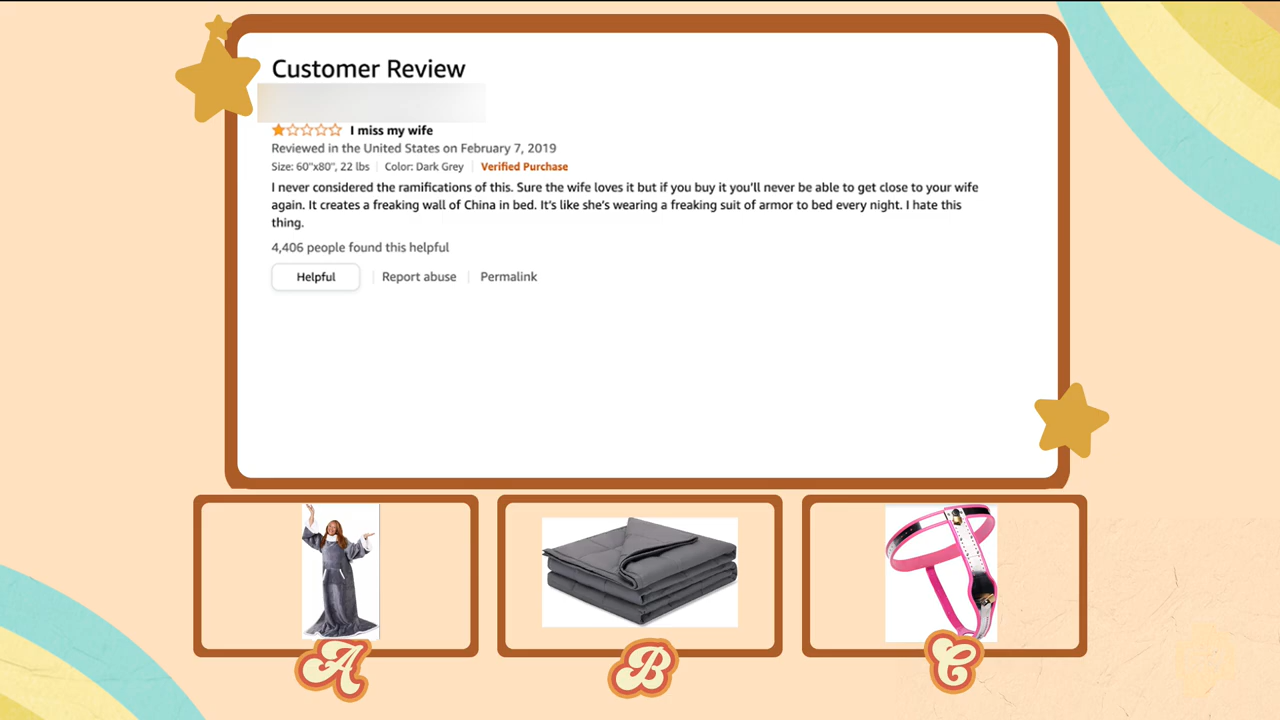 Customer Review
I miss my wife
Reviewed in the United States on February 7, 2019
Size: 60"x80", 22 lbs | Color: Dark Grey | Verified Purchase
I never considered the ramifications of this. Sure the wife loves it but if you buy it you'll never be able to get close to your wife
again. It creates a freaking wall of China in bed. It's like she's wearing a freaking suit of armor to bed every night. I hate this
thing.
4,406 people found this helpful
Helpful | Report abuse | Permalink
A B C